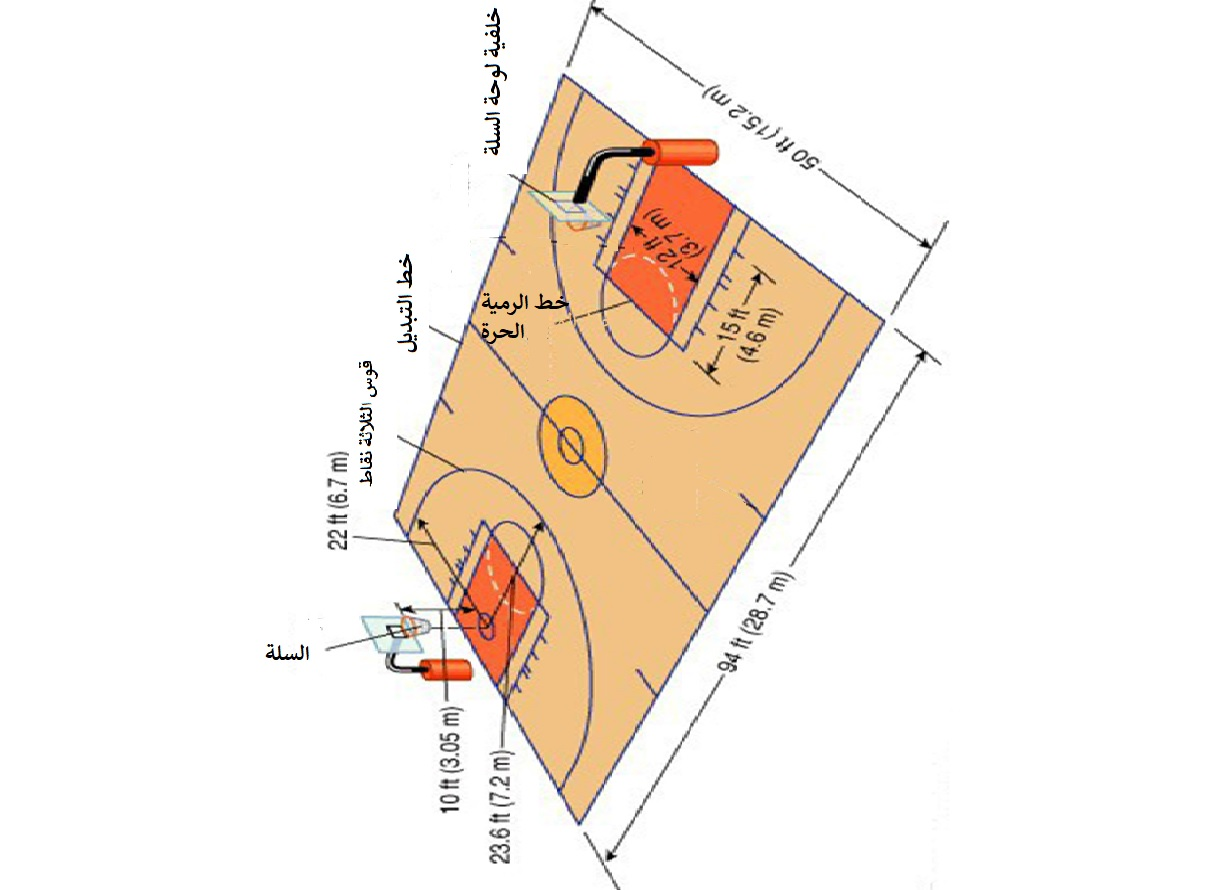 خلفية لوحة السلة
50 ft (15.2 m)
12 ft
(3.7 m)
خط التبديل
خط الرمية
الحرة
15 ft
(4.6 m)
قوس الثلاثة نقاط
22 ft (6.7 m)
السلة
94 ft (28.7 m)
10 ft (3.05 m)
23.6 ft (7.2 m)